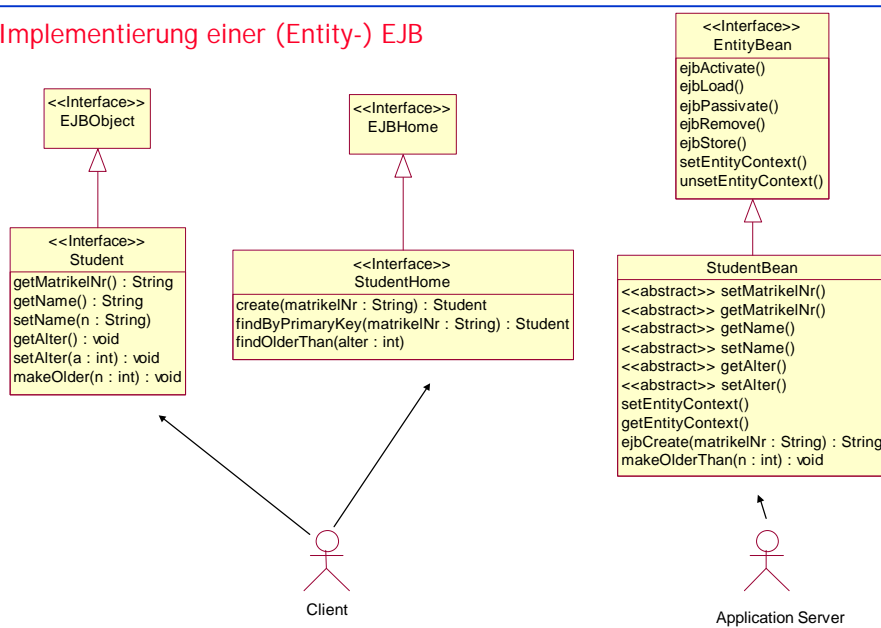 Implementierung einer (Entity-) EJB
<<Interface>>
EJBObject
<<Interface>>
Student
getMatrikelNr() : String
getName() : String
setName(n : String)
getAlter() : void
setAlter(a : int) : void
makeOlder(n : int) : void
<<Interface>>
EJBHome
<<Interface>>
StudentHome
create(matrikelNr : String) : Student
findByPrimaryKey(matrikelNr : String) : Student
findOlderThan(alter : int)
<<Interface>>
EntityBean
ejbActivate()
ejbLoad()
ejbPassivate()
ejbRemove()
ejbStore()
setEntityContext()
unsetEntityContext()
StudentBean
<<abstract>> setMatrikelNr()
<<abstract>> getMatrikelNr()
<<abstract>> getName()
<<abstract>> setName()
<<abstract>> getAlter()
<<abstract>> setAlter()
setEntityContext()
getEntityContext()
ejbCreate(matrikelNr : String) : String
makeOlderThan(n : int) : void
Client
Application Server